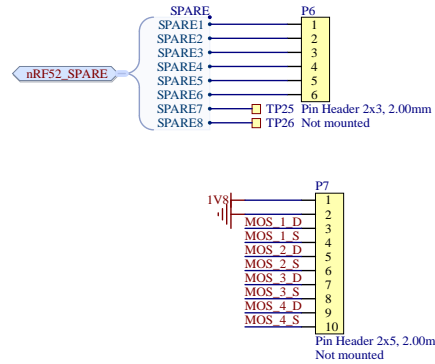 SPARE
P6
SPARE1 1
SPARE2 2
SPARE3 3
SPARE4 4
nRF52_SPARE
SPARE5 5
SPARE6 6
SPARE7 TP25 Pin Header 2x3, 2.00mm
SPARE8 TP26 Not mounted
P7
1V8 1
2
MOS_1_D 3
MOS_1_S 4
MOS_2_D 5
MOS_2_S 6
MOS_3_D 7
MOS_3_S 8
MOS_4_D 9
MOS_4_S 10
Pin Header 2x5, 2.00m
Not mounted